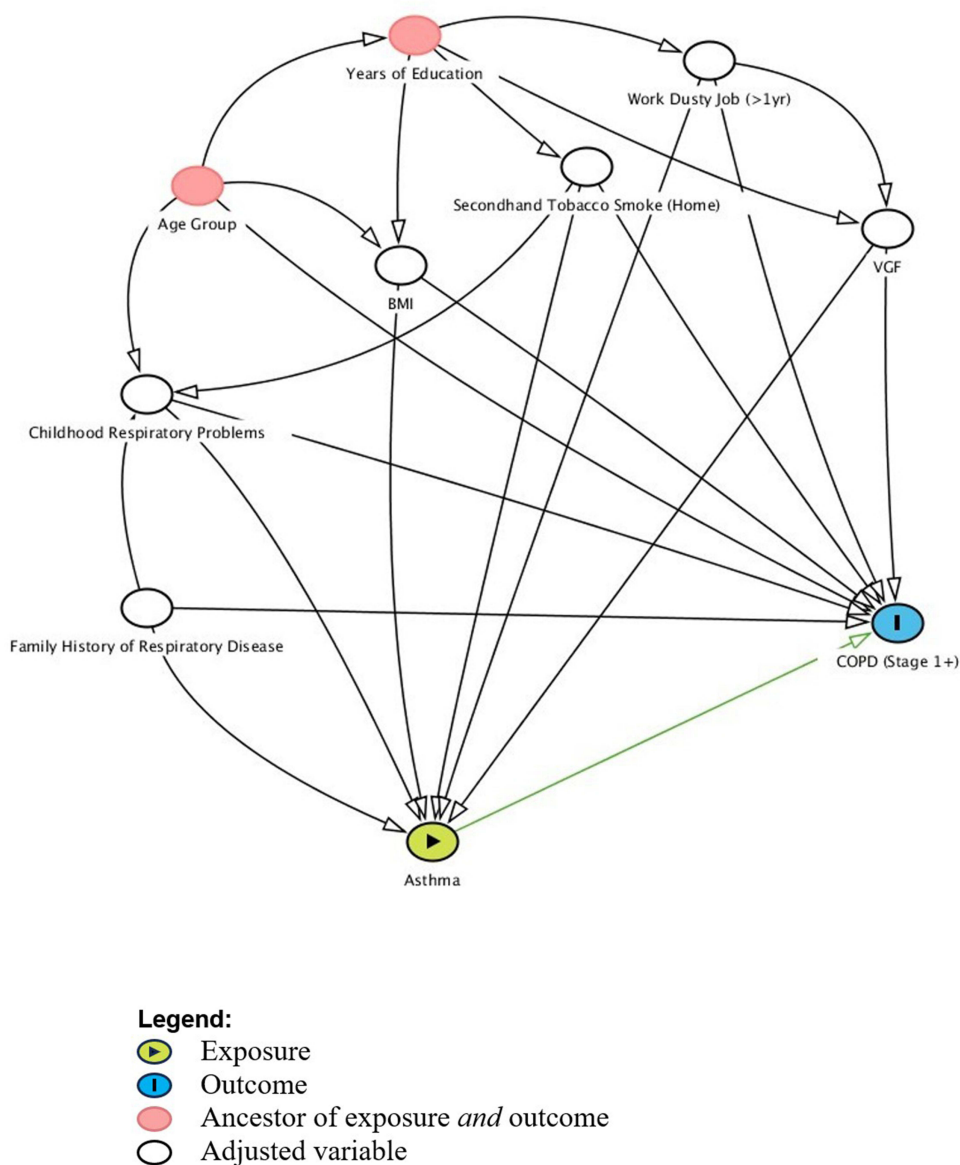 Years of Education
Work Dusty Job (>1yr)
Secondhand Tobacco Smoke (Home)
Age Group
VGF
BMI
Childhood Respiratory Problems
Family History of Respiratory Disease
COPD (Stage 1+)
Asthma
Legend:
Exposure
Outcome
Ancestor of exposure and outcome
Adjusted variable